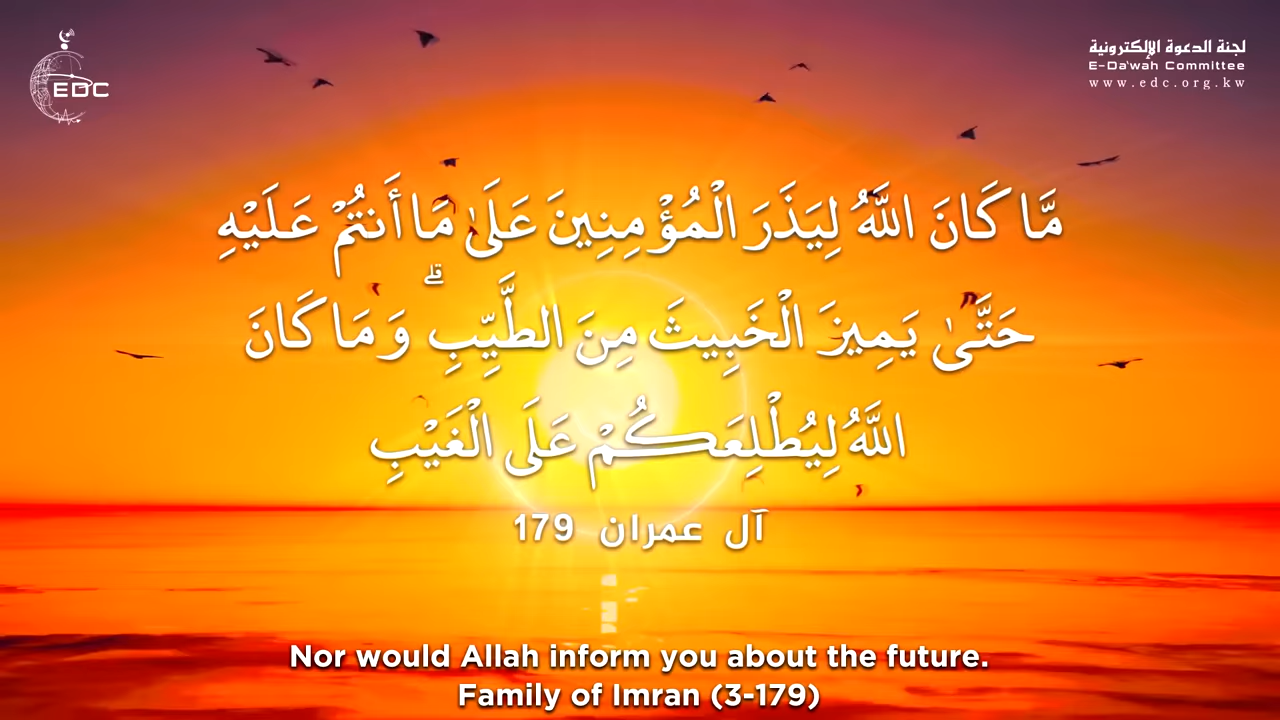 EDC
لجنة الدعوة الإلكترونية
E-Da'wah Committee
www.edc.org.kw
مَّا كَانَ اللَّهُ لِيَذَرَ الْمُؤْمِنِينَ عَلَىٰ مَا أَنتُمْ عَلَيْهِ
حَتَّىٰ يَمِيزَ الْخَبِيثَ مِنَ الطَّيِّبِ ۗ وَمَا كَانَ
اللَّهُ لِيُطْلِعَكُمْ عَلَى الْغَيْبِ
آل عمران 179
Nor would Allah inform you about the future.
Family of Imran (3-179)